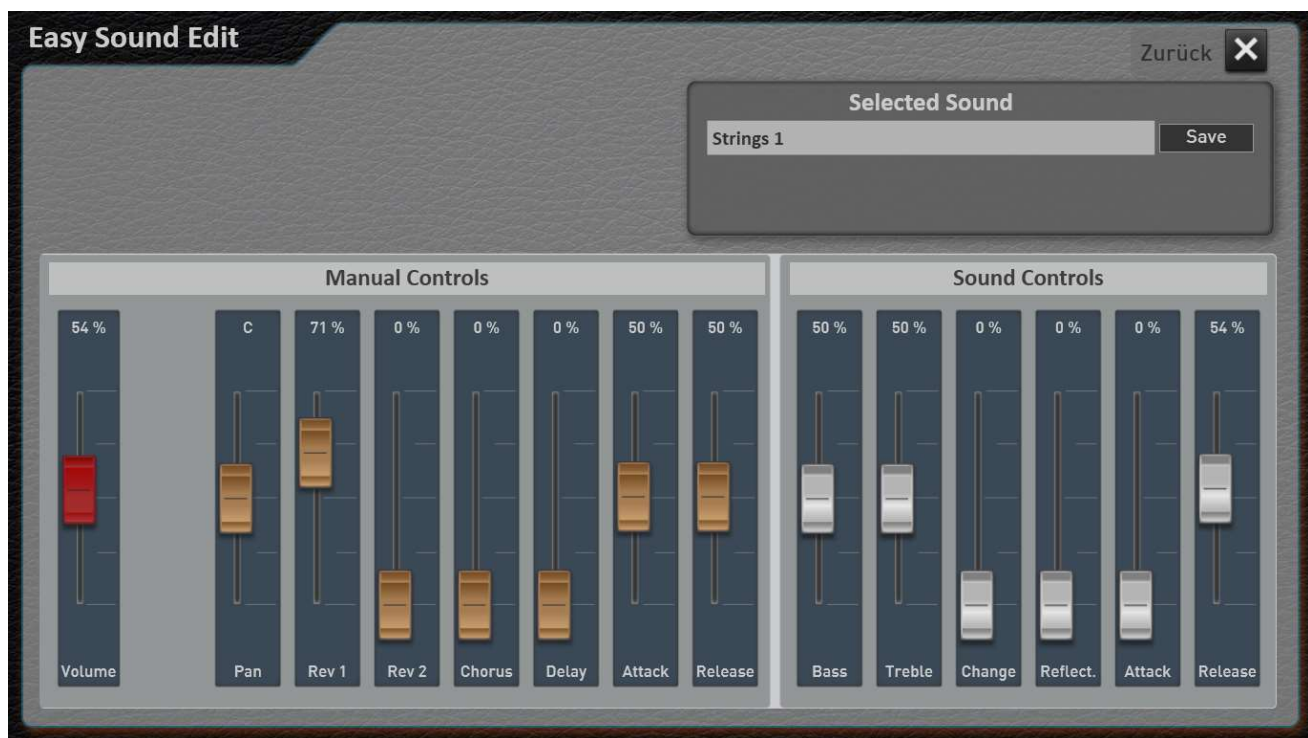 Easy Sound Edit
Zurück
Selected Sound
Strings 1
Save
Manual Controls
Sound Controls
54 % C 71 % 0 % 0 % 0 % 50 % 50 % 50 % 50 % 0 % 0 % 0 % 54 %
Volume Pan Rev 1 Rev 2 Chorus Delay Attack Release Bass Treble Change Reflect. Attack Release